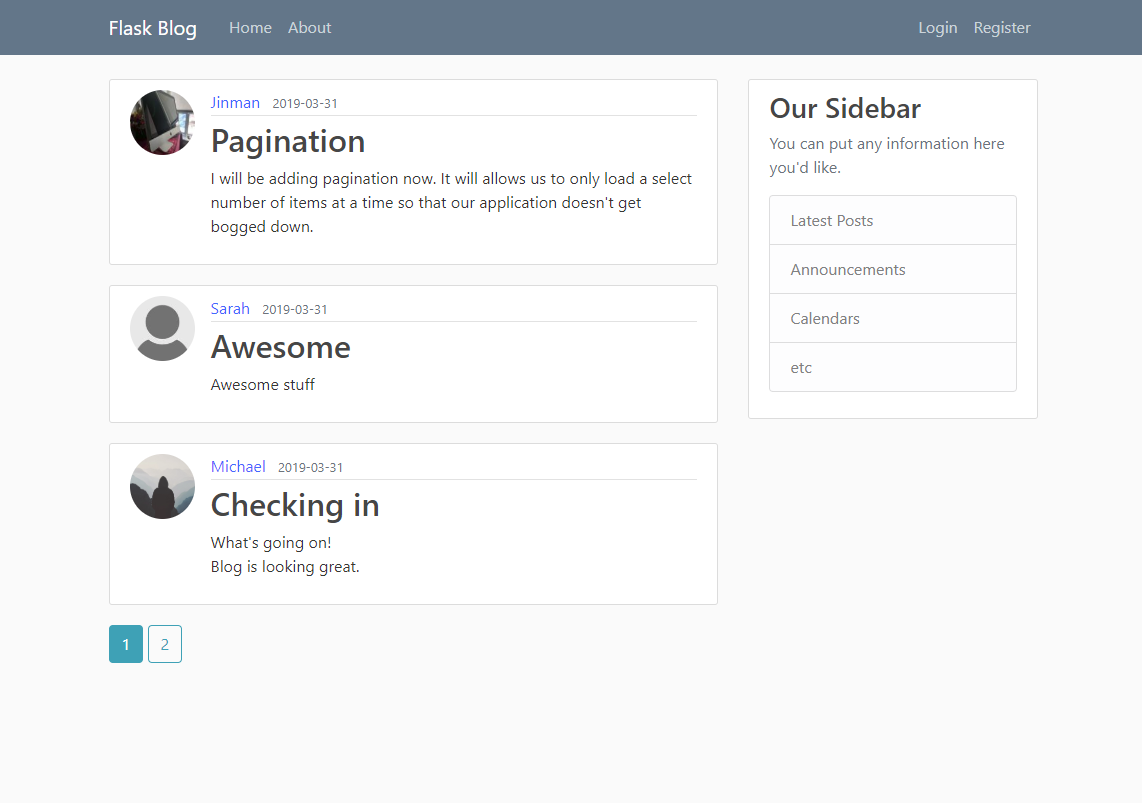 Flask Blog Home About Login Register
Jinman 2019-03-31
Pagination
I will be adding pagination now. It will allows us to only load a select
number of items at a time so that our application doesn't get
bogged down.
Sarah 2019-03-31
Awesome
Awesome stuff
Michael 2019-03-31
Checking in
What's going on!
Blog is looking great.
1 2
Our Sidebar
You can put any information here
you'd like.
Latest Posts
Announcements
Calendars
etc